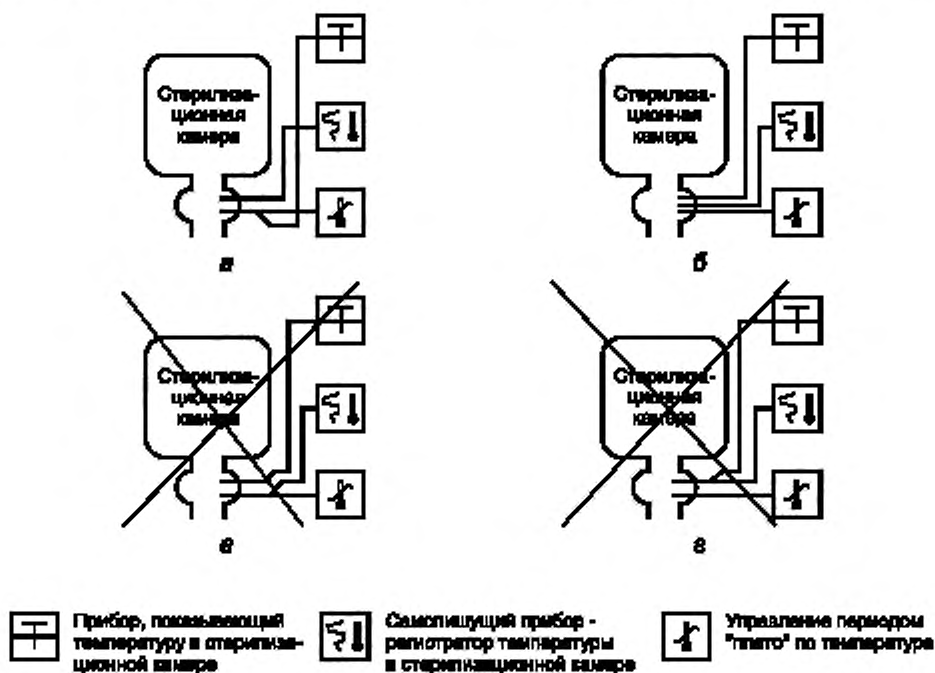 Стерилиза-
ционная
камера
Стерилиза-
ционная
камера
а
б
Стерилиза-
ционная
камера
Стерилиза-
ционная
камера
в
г
Прибор, показывающий
температуру в стерилиза-
ционной камере
Самопишущий прибор -
регистратор температуры
в стерилизационной камере
Управление периодом
"плато" по температуре